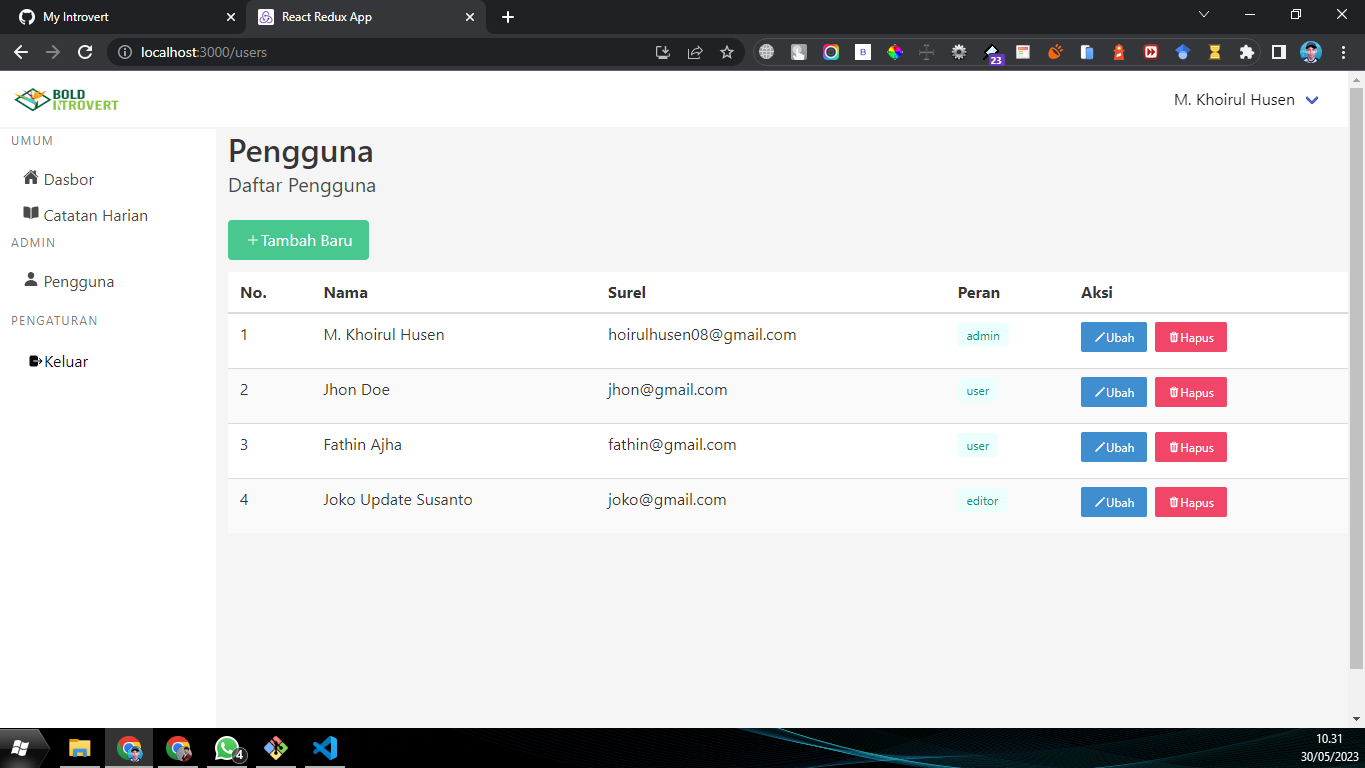 My Introvert
React Redux App
localhost:3000/users
B
23
BOLD
INTROVERT
M. Khoirul Husen
UMUM
Dasbor
Catatan Harian
ADMIN
Pengguna
PENGATURAN
Keluar
Pengguna
Daftar Pengguna
+Tambah Baru
No. Nama Surel Peran Aksi
1 M. Khoirul Husen hoirulhusen08@gmail.com admin Ubah Hapus
2 Jhon Doe jhon@gmail.com user Ubah Hapus
3 Fathin Ajha fathin@gmail.com user Ubah Hapus
4 Joko Update Susanto joko@gmail.com editor Ubah Hapus
4
10.31
30/05/2023